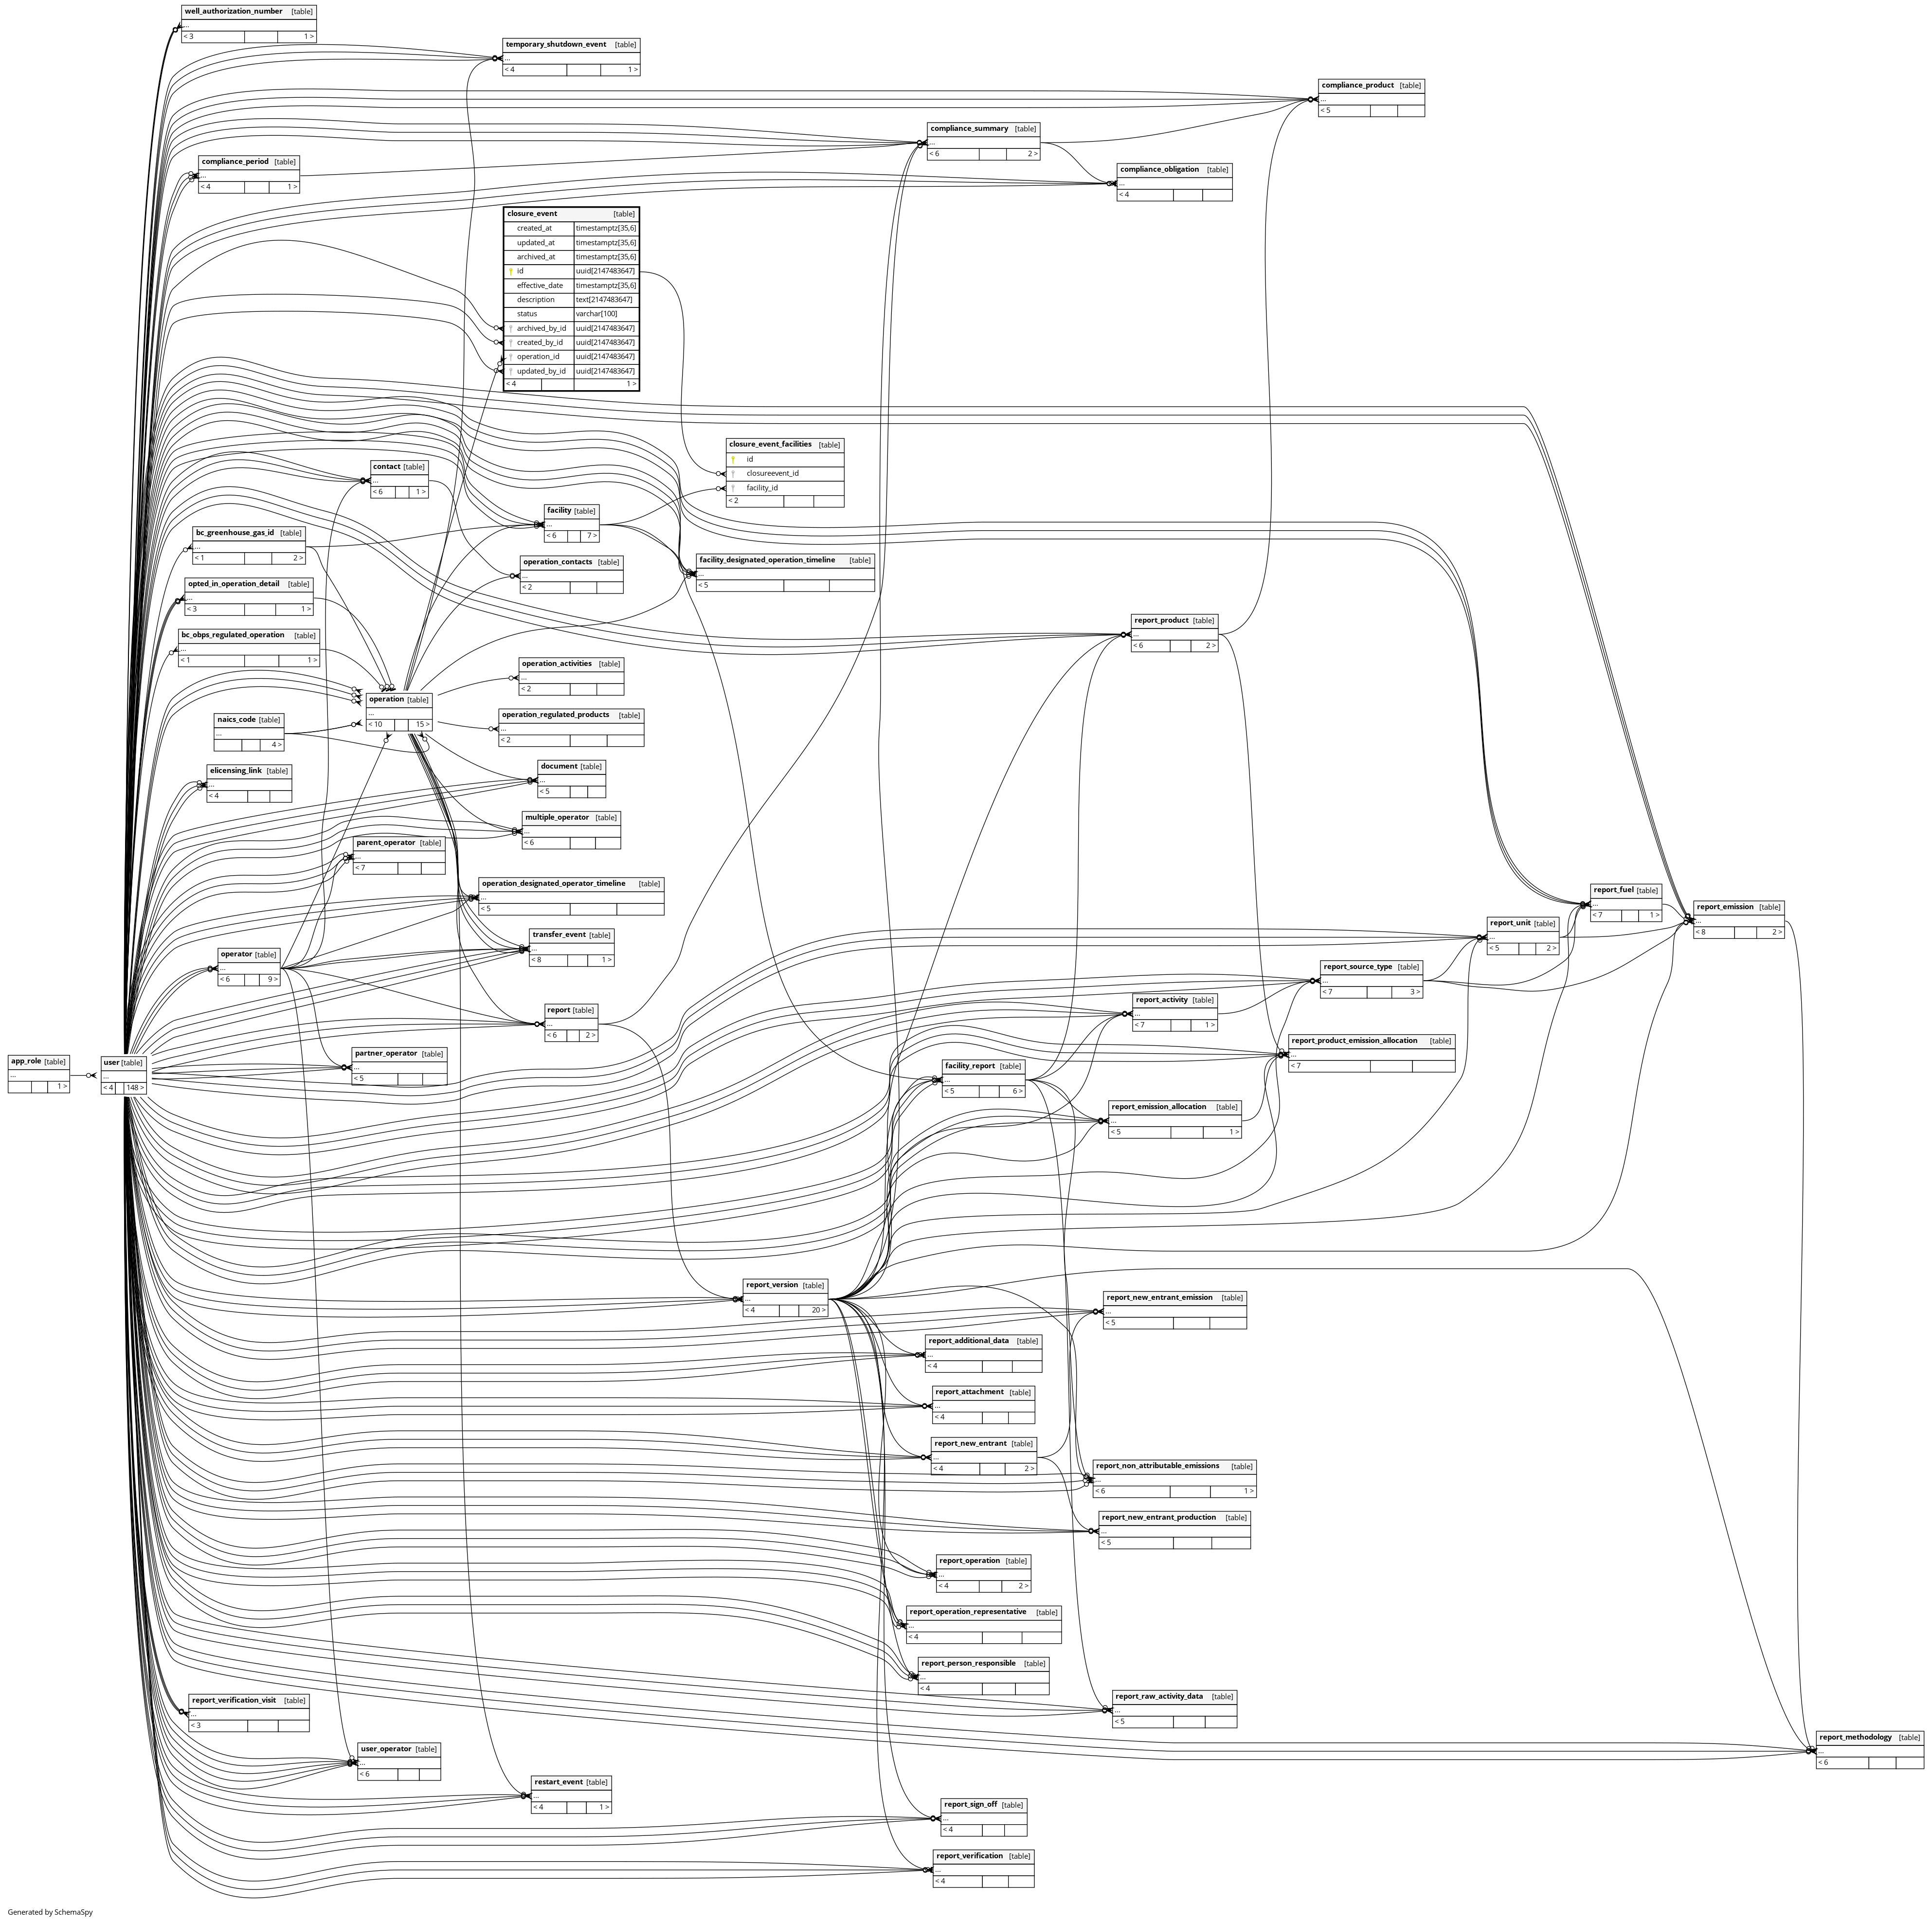 well_authorization_number [table]
...
< 3 1 >
temporary_shutdown_event [table]
...
< 4 1 >
compliance_product [table]
...
< 5
compliance_summary [table]
...
< 6 2 >
compliance_period [table]
...
< 4 1 >
compliance_obligation [table]
...
< 4
closure_event [table]
created_at timestamptz[35,6]
updated_at timestamptz[35,6]
archived_at timestamptz[35,6]
id uuid[2147483647]
effective_date timestamptz[35,6]
description text[2147483647]
status varchar[100]
archived_by_id uuid[2147483647]
created_by_id uuid[2147483647]
operation_id uuid[2147483647]
updated_by_id uuid[2147483647]
< 4 1 >
closure_event_facilities [table]
id
closureevent_id
facility_id
< 2
contact [table]
...
< 6 1 >
facility [table]
...
< 6 7 >
bc_greenhouse_gas_id [table]
...
< 1 2 >
operation_contacts [table]
...
< 2
facility_designated_operation_timeline [table]
...
< 5
opted_in_operation_detail [table]
...
< 3 1 >
report_product [table]
...
< 6 2 >
bc_obps_regulated_operation [table]
...
< 1 1 >
operation_activities [table]
...
< 2
operation [table]
...
< 10 15 >
operation_regulated_products [table]
...
< 2
naics_code [table]
...
4 >
document [table]
...
< 5
elicensing_link [table]
...
< 4
multiple_operator [table]
...
< 6
parent_operator [table]
...
< 7
operation_designated_operator_timeline [table]
...
< 5
report_fuel [table]
...
< 7 1 >
report_emission [table]
...
< 8 2 >
report_unit [table]
...
< 5 2 >
transfer_event [table]
...
< 8 1 >
operator [table]
...
< 6 9 >
report_source_type [table]
...
< 7 3 >
report_activity [table]
...
< 7 1 >
report [table]
...
< 6 2 >
report_product_emission_allocation [table]
...
< 7
partner_operator [table]
...
< 5
app_role [table]
...
1 >
user [table]
...
< 4 148 >
facility_report [table]
...
< 5 6 >
report_emission_allocation [table]
...
< 5 1 >
report_version [table]
...
< 4 20 >
report_new_entrant_emission [table]
...
< 5
report_additional_data [table]
...
< 4
report_attachment [table]
...
< 4
report_new_entrant [table]
...
< 4 2 >
report_non_attributable_emissions [table]
...
< 6 1 >
report_new_entrant_production [table]
...
< 5
report_operation [table]
...
< 4 2 >
report_operation_representative [table]
...
< 4
report_person_responsible [table]
...
< 4
report_verification_visit [table]
...
< 3
report_raw_activity_data [table]
...
< 5
report_methodology [table]
...
< 6
user_operator [table]
...
< 6
restart_event [table]
...
< 4 1 >
report_sign_off [table]
...
< 4
report_verification [table]
...
< 4
Generated by SchemaSpy